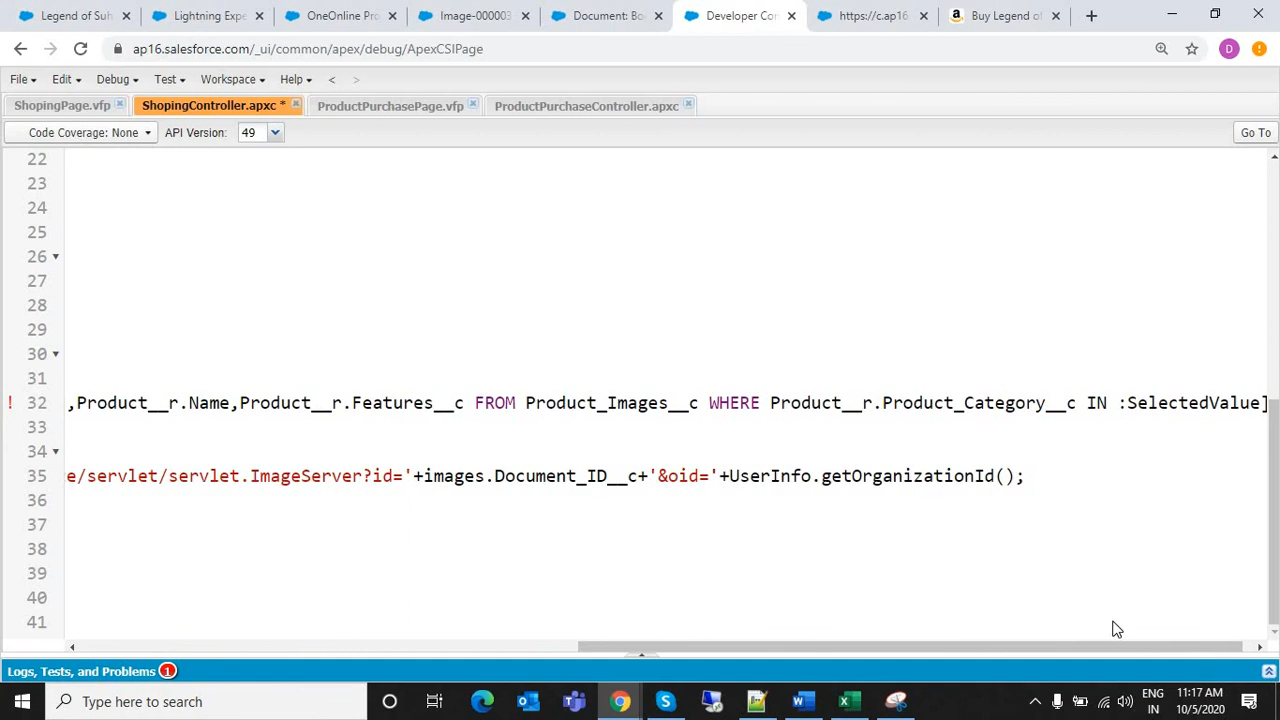 Legend of Suh
Lightning Expe
OneOnline Pro
Image-000003
Document: Bo
Developer Con
https://c.ap16
Buy Legend of
ap16.salesforce.com/_ui/common/apex/debug/ApexCSIPage
D
File Edit Debug Test Workspace Help < >
ShopingPage.vfp
ShopingController.apxc *
ProductPurchasePage.vfp
ProductPurchaseController.apxc
Code Coverage: None API Version: 49 Go To
22
23
24
25
26
27
28
29
30
31
! 32 ,Product__r.Name,Product__r.Features__c FROM Product_Images__c WHERE Product__r.Product_Category__c IN :SelectedValue]
33
34
35 e/servlet/servlet.ImageServer?id='+images.Document_ID__c+'&oid='+UserInfo.getOrganizationId();
36
37
38
39
40
41
Logs, Tests, and Problems 1
Type here to search
ENG
IN
11:17 AM
10/5/2020